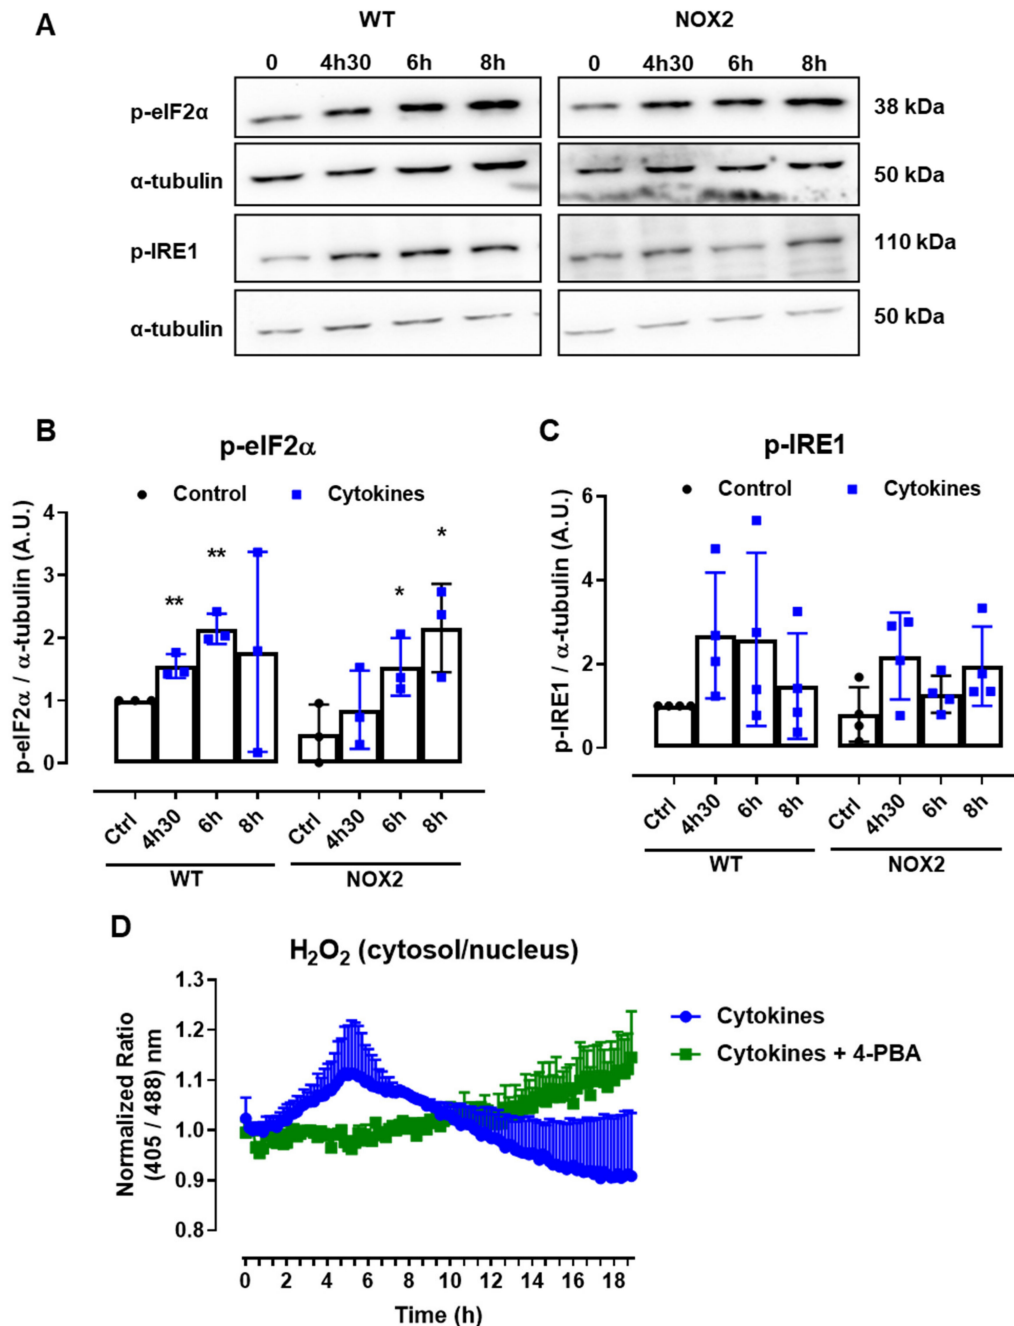 A
WT NOX2
0 4h30 6h 8h 0 4h30 6h 8h
p-eIF2α 38 kDa
α-tubulin 50 kDa
p-IRE1 110 kDa
α-tubulin 50 kDa
B
p-eIF2α
Control Cytokines
p-eIF2α / α-tubulin (A.U.)
4
3
2
1
0
** ** * *
Ctrl 4h30 6h 8h Ctrl 4h30 6h 8h
WT NOX2
C
p-IRE1
Control Cytokines
p-IRE1 / α-tubulin (A.U.)
6
4
2
0
Ctrl 4h30 6h 8h Ctrl 4h30 6h 8h
WT NOX2
D
H₂O₂ (cytosol/nucleus)
Normalized Ratio
(405 / 488) nm
1.3
1.2
1.1
1.0
0.9
0.8
Cytokines
Cytokines + 4-PBA
0 2 4 6 8 10 12 14 16 18
Time (h)